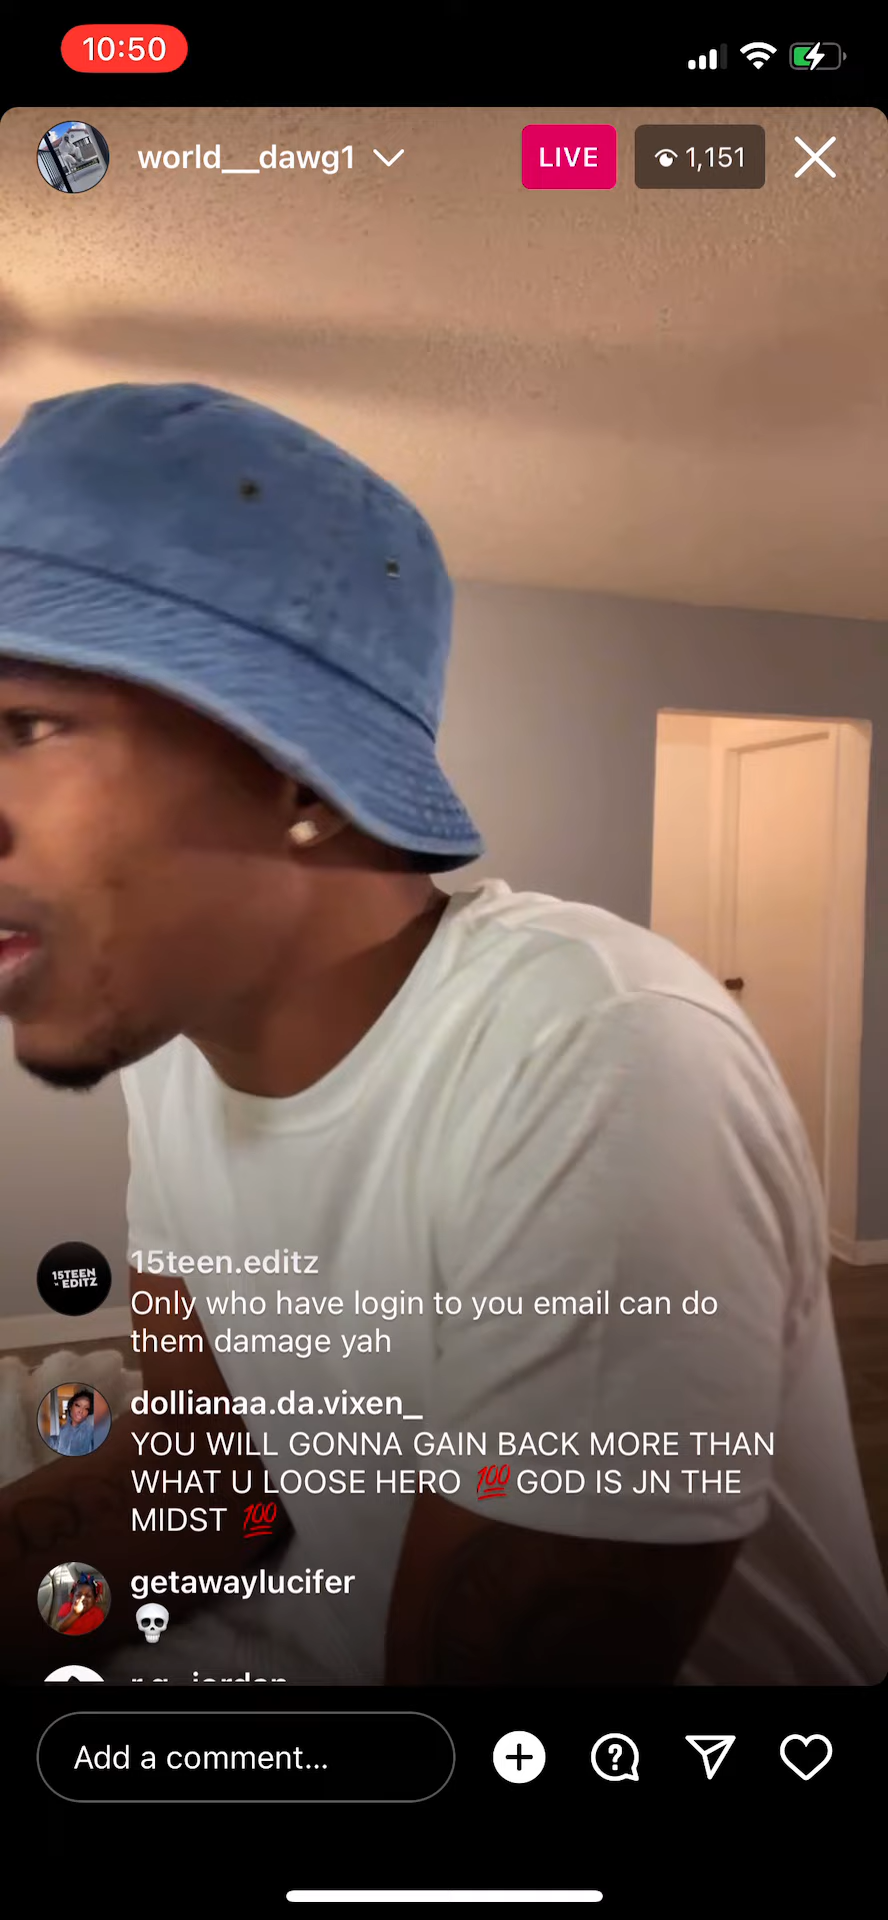 10:50
world__dawg1
LIVE
1,151
15teen.editz
15TEEN
EDITZ
Only who have login to you email can do
them damage yah
dollianaa.da.vixen_
YOU WILL GONNA GAIN BACK MORE THAN
WHAT U LOOSE HERO 💯GOD IS JN THE
MIDST 💯
getawaylucifer
💀
Add a comment...